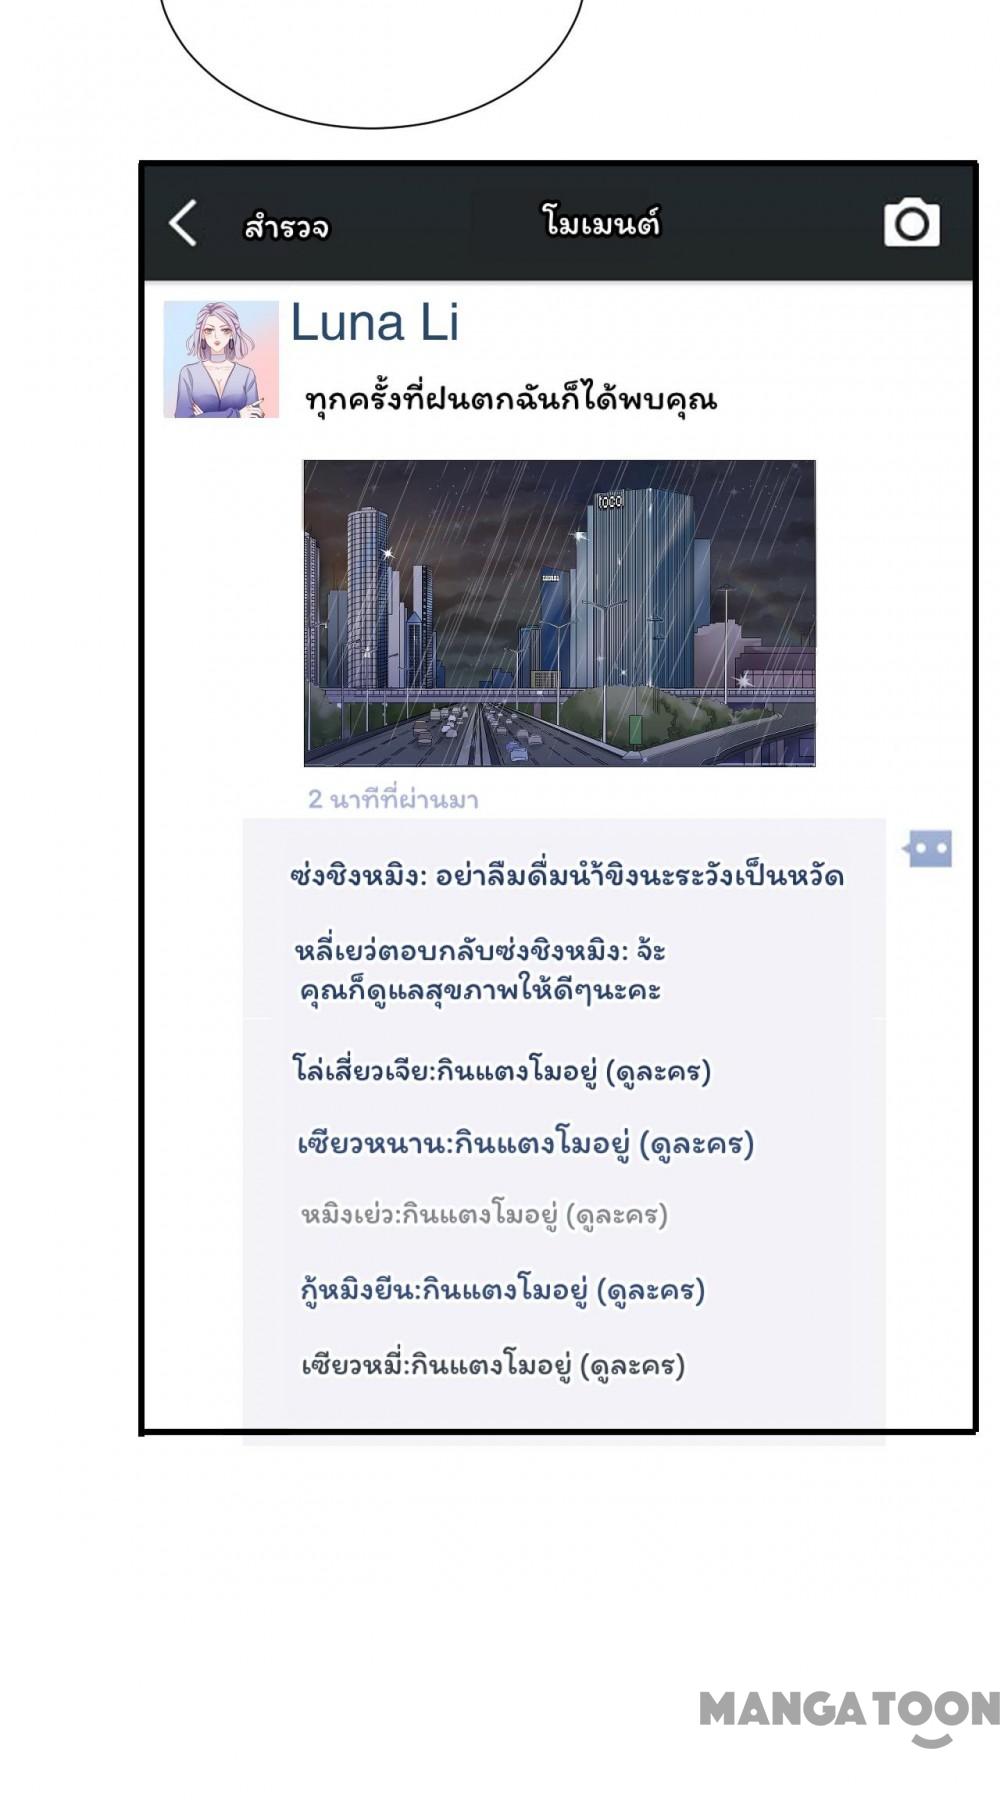 สำรวจ
โมเมนต์
Luna Li
ทุกครั้งที่ฝนตกฉันก็ได้พบคุณ
toco
2 นาทีที่ผ่านมา
ซ่งชิงหมิง: อย่าลืมดื่มน้ำขิงนะระวังเป็นหวัด
หลี่เยว่ตอบกลับซ่งชิงหมิง: จ้ะ
คุณก็ดูแลสุขภาพให้ดีๆนะคะ
โล่เสี่ยวเจีย:กินแตงโมอยู่ (ดูละคร)
เซียวหนาน:กินแตงโมอยู่ (ดูละคร)
หมิงเย่ว:กินแตงโมอยู่ (ดูละคร)
กู้หมิงยีน:กินแตงโมอยู่ (ดูละคร)
เซียวหมี่:กินแตงโมอยู่ (ดูละคร)
MANGATOON